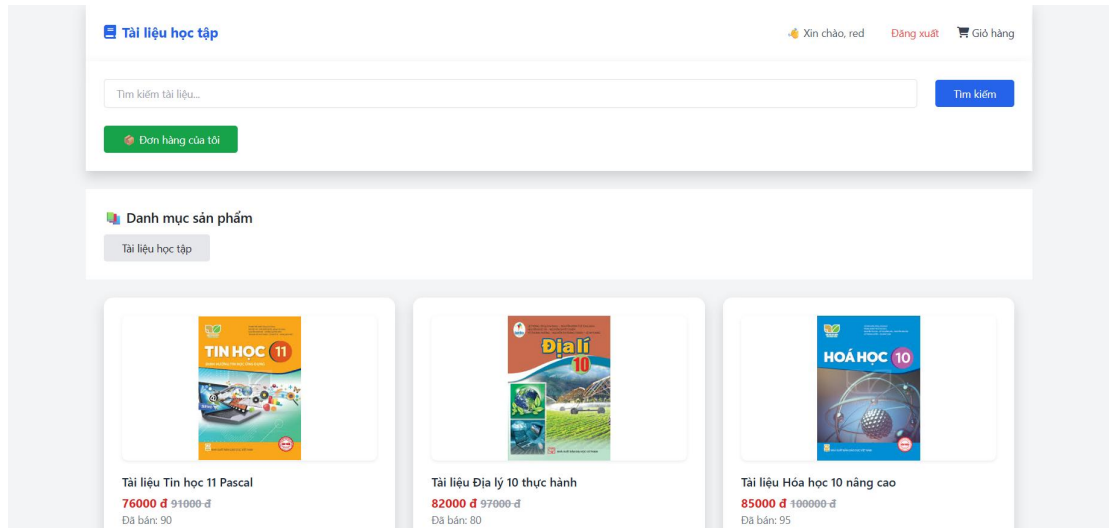 Tài liệu học tập
👋 Xin chào, red Đăng xuất Giỏ hàng
Tìm kiếm tài liệu... Tìm kiếm
Đơn hàng của tôi
Danh mục sản phẩm
Tài liệu học tập
TIN HỌC 11
Địa lí
10
HOÁ HỌC 10
Tài liệu Tin học 11 Pascal
76000 đ 91000 đ
Đã bán: 90
Tài liệu Địa lý 10 thực hành
82000 đ 97000 đ
Đã bán: 80
Tài liệu Hóa học 10 nâng cao
85000 đ 100000 đ
Đã bán: 95